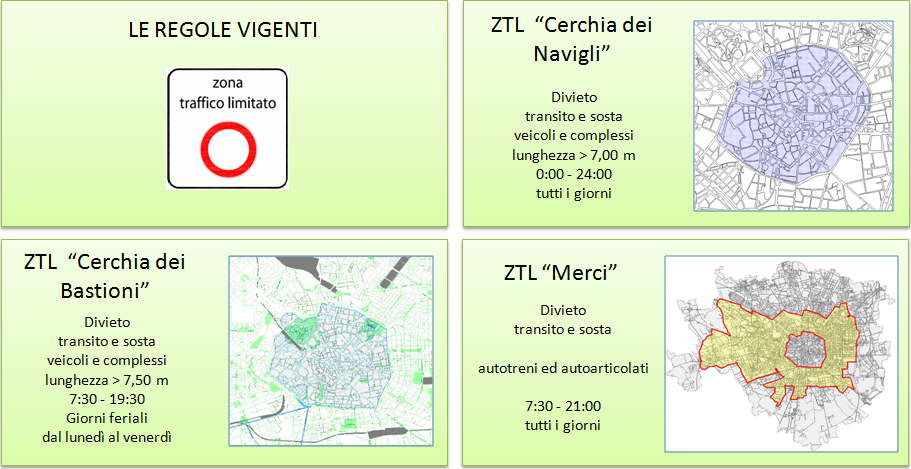 LE REGOLE VIGENTI
zona
traffico limitato
ZTL “Cerchia dei
Navigli”
Divieto
transito e sosta
veicoli e complessi
lunghezza > 7,00 m
0:00 - 24:00
tutti i giorni
ZTL “Cerchia dei
Bastioni”
Divieto
transito e sosta
veicoli e complessi
lunghezza > 7,50 m
7:30 - 19:30
Giorni feriali
dal lunedì al venerdì
ZTL “Merci”
Divieto
transito e sosta
autotreni ed autoarticolati
7:30 - 21:00
tutti i giorni